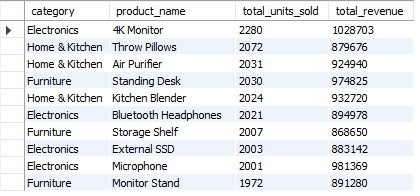 category product_name total_units_sold total_revenue
Electronics 4K Monitor 2280 1028703
Home & Kitchen Throw Pillows 2072 879676
Home & Kitchen Air Purifier 2031 924940
Furniture Standing Desk 2030 974825
Home & Kitchen Kitchen Blender 2024 932720
Electronics Bluetooth Headphones 2021 894978
Furniture Storage Shelf 2007 868650
Electronics External SSD 2003 883142
Electronics Microphone 2001 981369
Furniture Monitor Stand 1972 891280